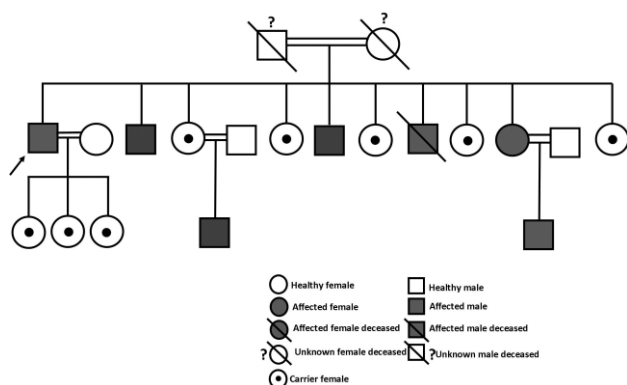 ? ?
Healthy female Healthy male
Affected female Affected male
Affected female deceased Affected male deceased
? Unknown female deceased ? Unknown male deceased
Carrier female